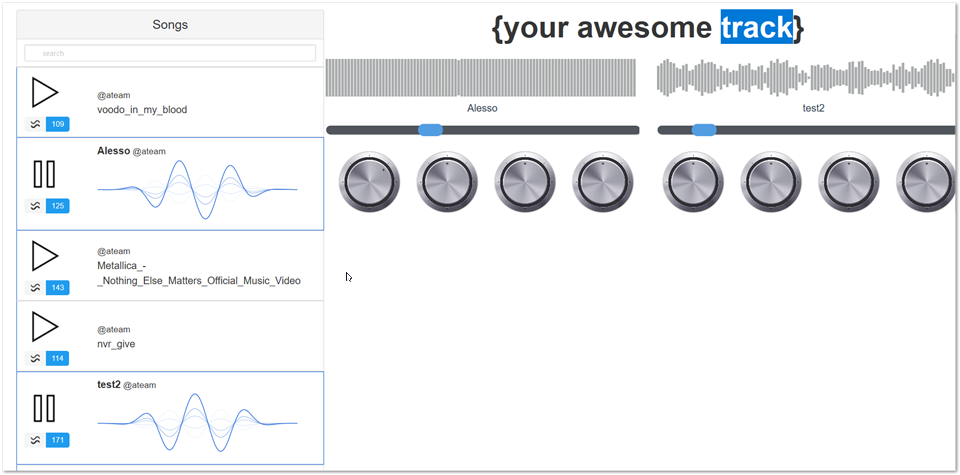 Songs
search
@ateam
voodo_in_my_blood
109
Alesso @ateam
125
@ateam
Metallica_-
_Nothing_Else_Matters_Official_Music_Video
143
@ateam
nvr_give
114
test2 @ateam
171
{your awesome track}
Alesso
test2